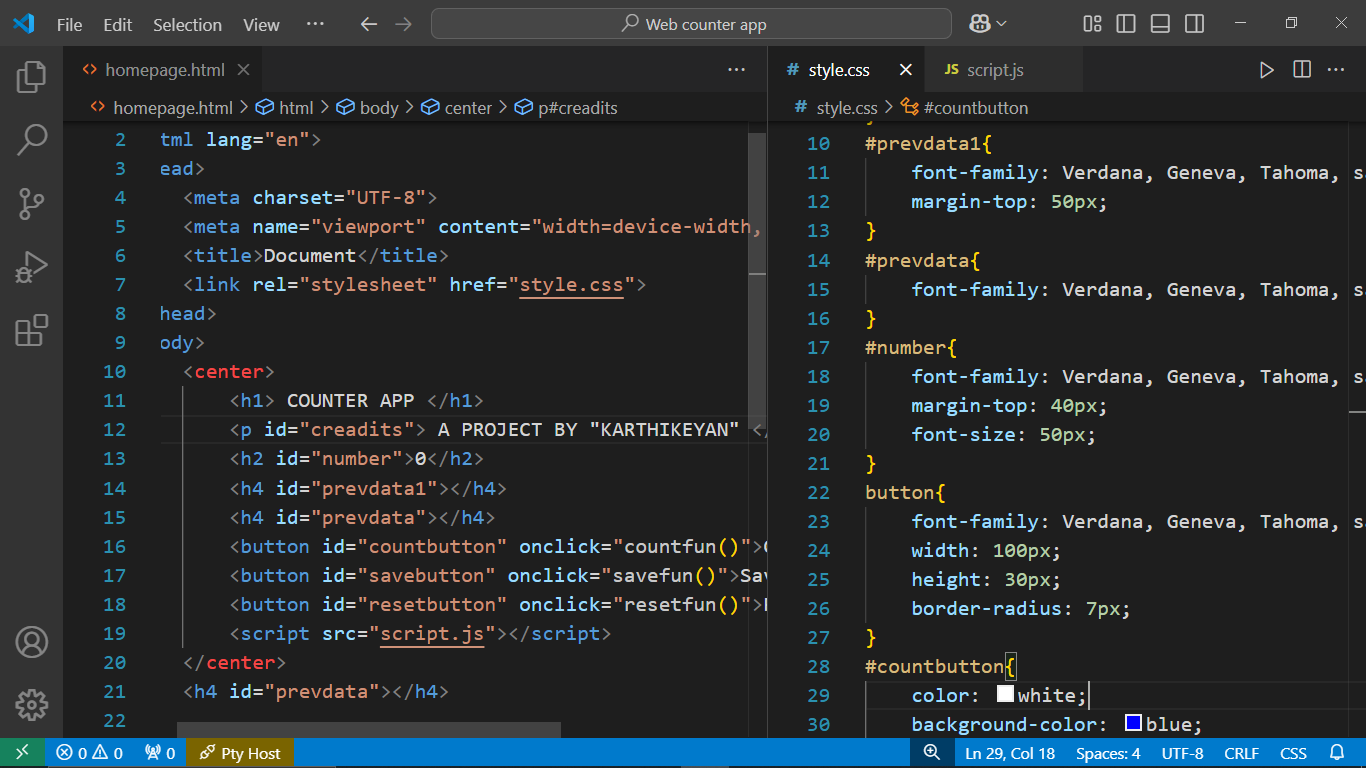 File Edit Selection View ··· Web counter app
homepage.html
homepage.html > html > body > center > p#creadits
2 tml lang="en">
3 ead>
4 <meta charset="UTF-8">
5 <meta name="viewport" content="width=device-width,
6 <title>Document</title>
7 <link rel="stylesheet" href="style.css">
8 head>
9 ody>
10 <center>
11 <h1> COUNTER APP </h1>
12 <p id="creadits"> A PROJECT BY "KARTHIKEYAN" </
13 <h2 id="number">0</h2>
14 <h4 id="prevdata1"></h4>
15 <h4 id="prevdata"></h4>
16 <button id="countbutton" onclick="countfun()">
17 <button id="savebutton" onclick="savefun()">Sav
18 <button id="resetbutton" onclick="resetfun()">
19 <script src="script.js"></script>
20 </center>
21 <h4 id="prevdata"></h4>
22
# style.css JS script.js
# style.css > #countbutton
10 #prevdata1{
11 font-family: Verdana, Geneva, Tahoma, s
12 margin-top: 50px;
13 }
14 #prevdata{
15 font-family: Verdana, Geneva, Tahoma, s
16 }
17 #number{
18 font-family: Verdana, Geneva, Tahoma, s
19 margin-top: 40px;
20 font-size: 50px;
21 }
22 button{
23 font-family: Verdana, Geneva, Tahoma, s
24 width: 100px;
25 height: 30px;
26 border-radius: 7px;
27 }
28 #countbutton{
29 color: white;
30 background-color: blue;
0 0 0 Pty Host Ln 29, Col 18 Spaces: 4 UTF-8 CRLF CSS